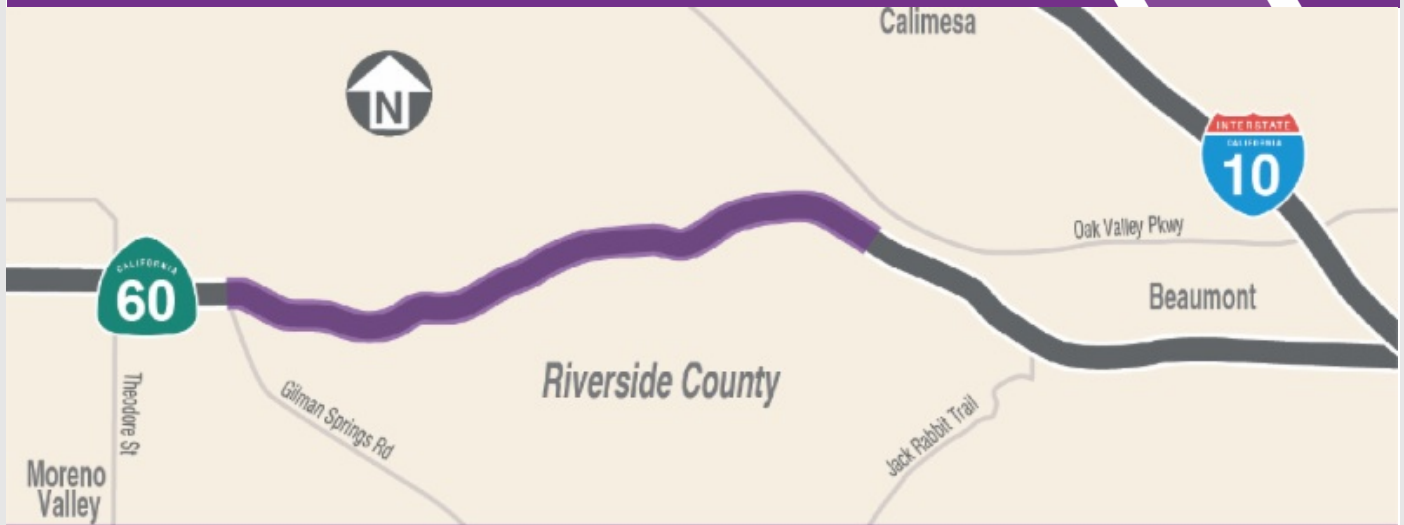 Calimesa
N
INTERSTATE
CALIFORNIA
10
Oak Valley Pkwy
CALIFORNIA
60
Beaumont
Riverside County
Theodore St
Gilman Springs Rd
Jack Rabbit Trail
Moreno
Valley